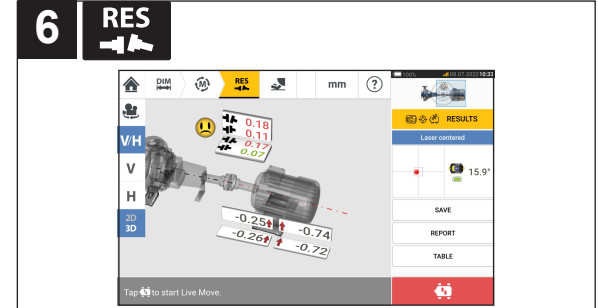 6
RES
DIM
M
RES
mm
?
100%
08.07.2022 10:33
RESULTS
Laser centered
V/H
V
H
2D
3D
0.18
0.11
0.17
0.07
-0.25
-0.74
-0.26
-0.72
15.9°
SAVE
REPORT
TABLE
Tap to start Live Move.